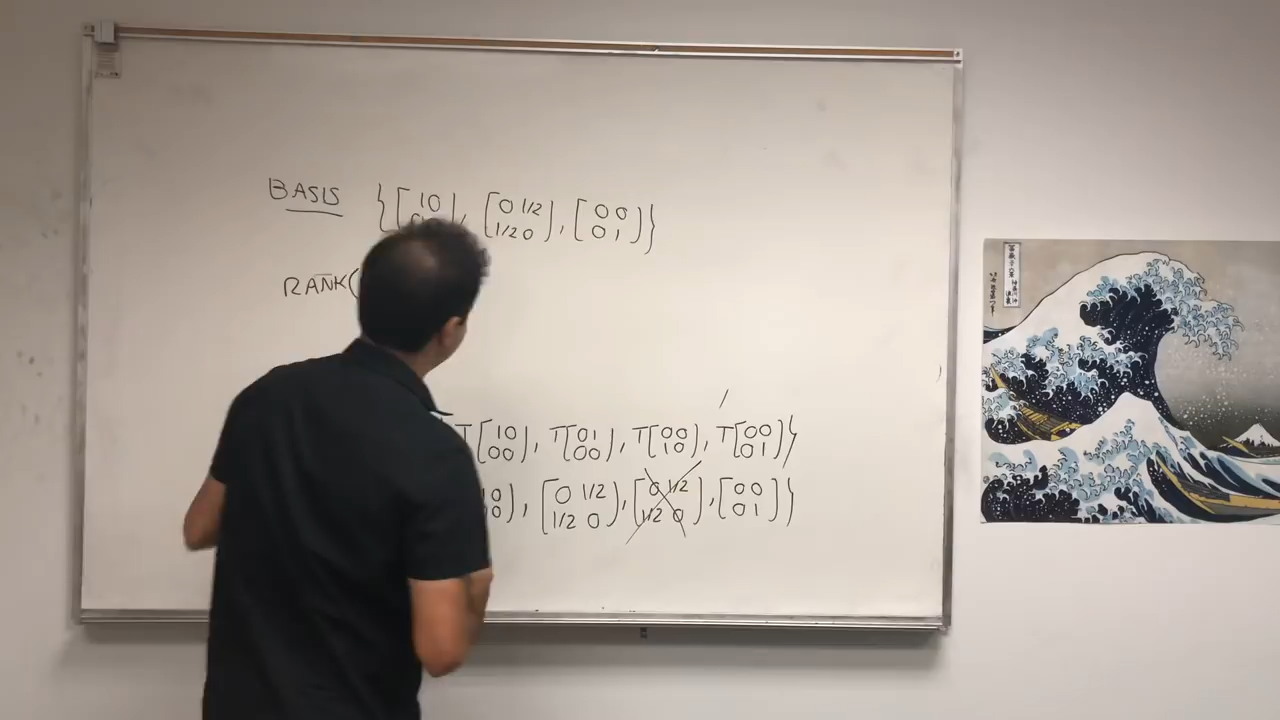 BASIS { [ 1 0 ], [ 0 1/2 ], [ 0 0 ] }
1/2 0 0 1
RANK(
T [ 1 0 ], T [ 0 1 ], T [ 0 0 ], T [ 0 0 ] }
0 0 0 0 1 0 0 1
0 ], [ 0 1/2 ], [ 0 1/2 ], [ 0 0 ] }
0 1/2 0 1/2 0 0 1